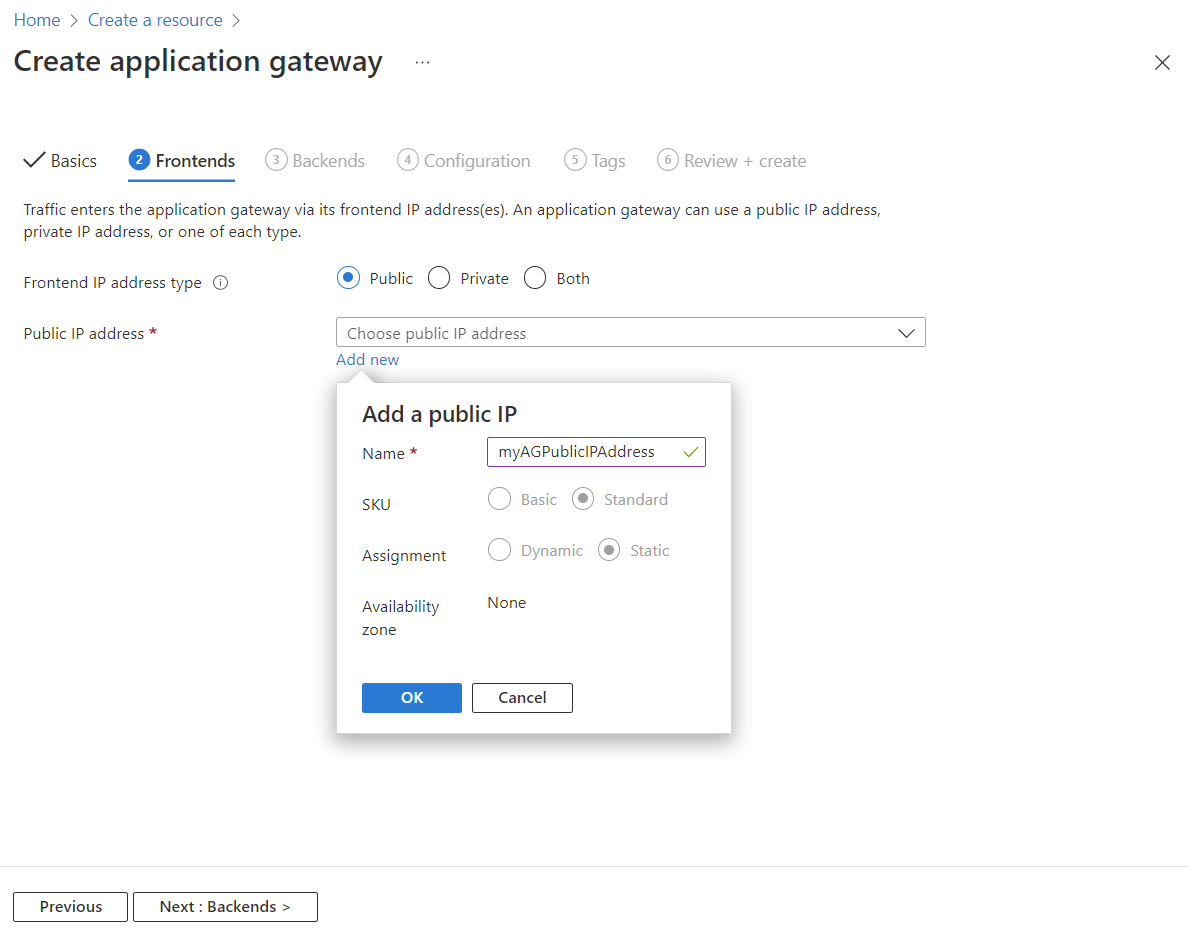 Home > Create a resource >
Create application gateway ...
Basics 2 Frontends 3 Backends 4 Configuration 5 Tags 6 Review + create
Traffic enters the application gateway via its frontend IP address(es). An application gateway can use a public IP address,
private IP address, or one of each type.
Frontend IP address type Public Private Both
Public IP address * Choose public IP address
Add new
Add a public IP
Name * myAGPublicIPAddress
SKU Basic Standard
Assignment Dynamic Static
Availability None
zone
OK Cancel
Previous Next : Backends >